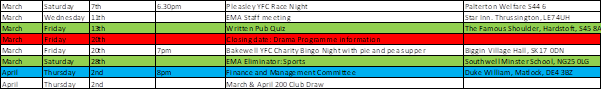 March Saturday 7th 6.30pm Pleasley YFC Race Night Palterton Welfare S44 6
March Wednesday 11th EMA Staff meeting Star Inn. Thrussington, LE74UH
March Friday 13th Written Pub Quiz The Famous Shoulder, Hardstoft, S45 8A
March Friday 20th Closing date: Drama Programme information
March Friday 20th 7pm Bakewell YFC Charity Bingo Night with pie and pea supper Biggin Village Hall, SK17 0DN
March Saturday 28th EMA Eliminator: Sports Southwell Minster School, NG25 0LG
April Thursday 2nd 8pm Finance and Management Committee Duke William, Matlock, DE4 3BZ
April Thursday 2nd March & April 200 Club Draw